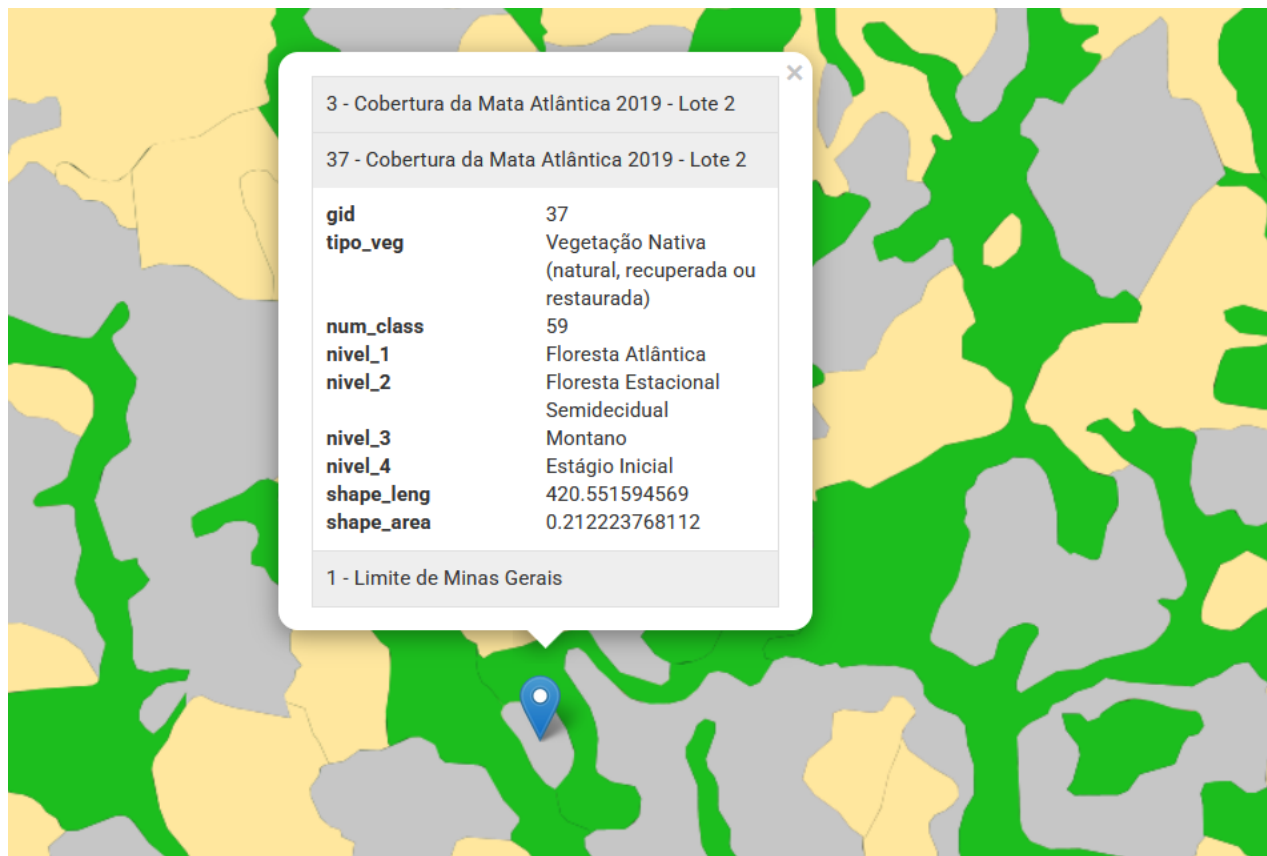 ×
3 - Cobertura da Mata Atlântica 2019 - Lote 2
37 - Cobertura da Mata Atlântica 2019 - Lote 2
gid 37
tipo_veg Vegetação Nativa
(natural, recuperada ou
restaurada)
num_class 59
nivel_1 Floresta Atlântica
nivel_2 Floresta Estacional
Semidecidual
nivel_3 Montano
nivel_4 Estágio Inicial
shape_leng 420.551594569
shape_area 0.212223768112
1 - Limite de Minas Gerais